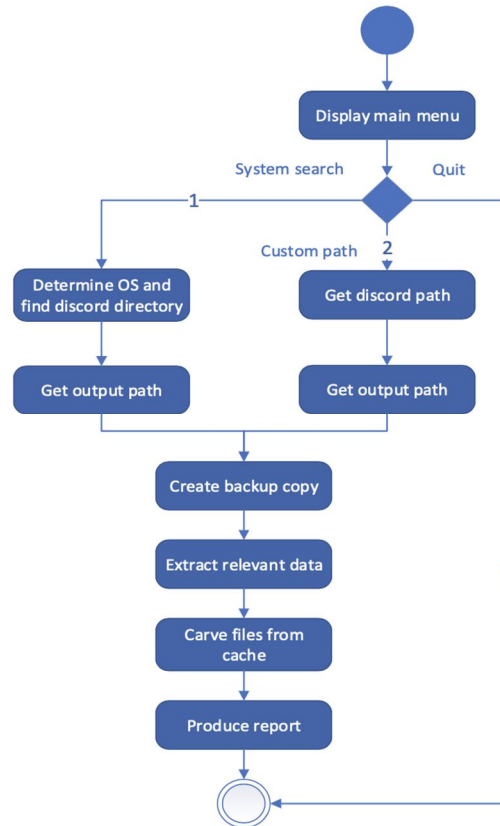 Display main menu
System search
Quit
1
Custom path
2
Determine OS and
find discord directory
Get discord path
Get output path
Get output path
Create backup copy
Extract relevant data
Carve files from
cache
Produce report